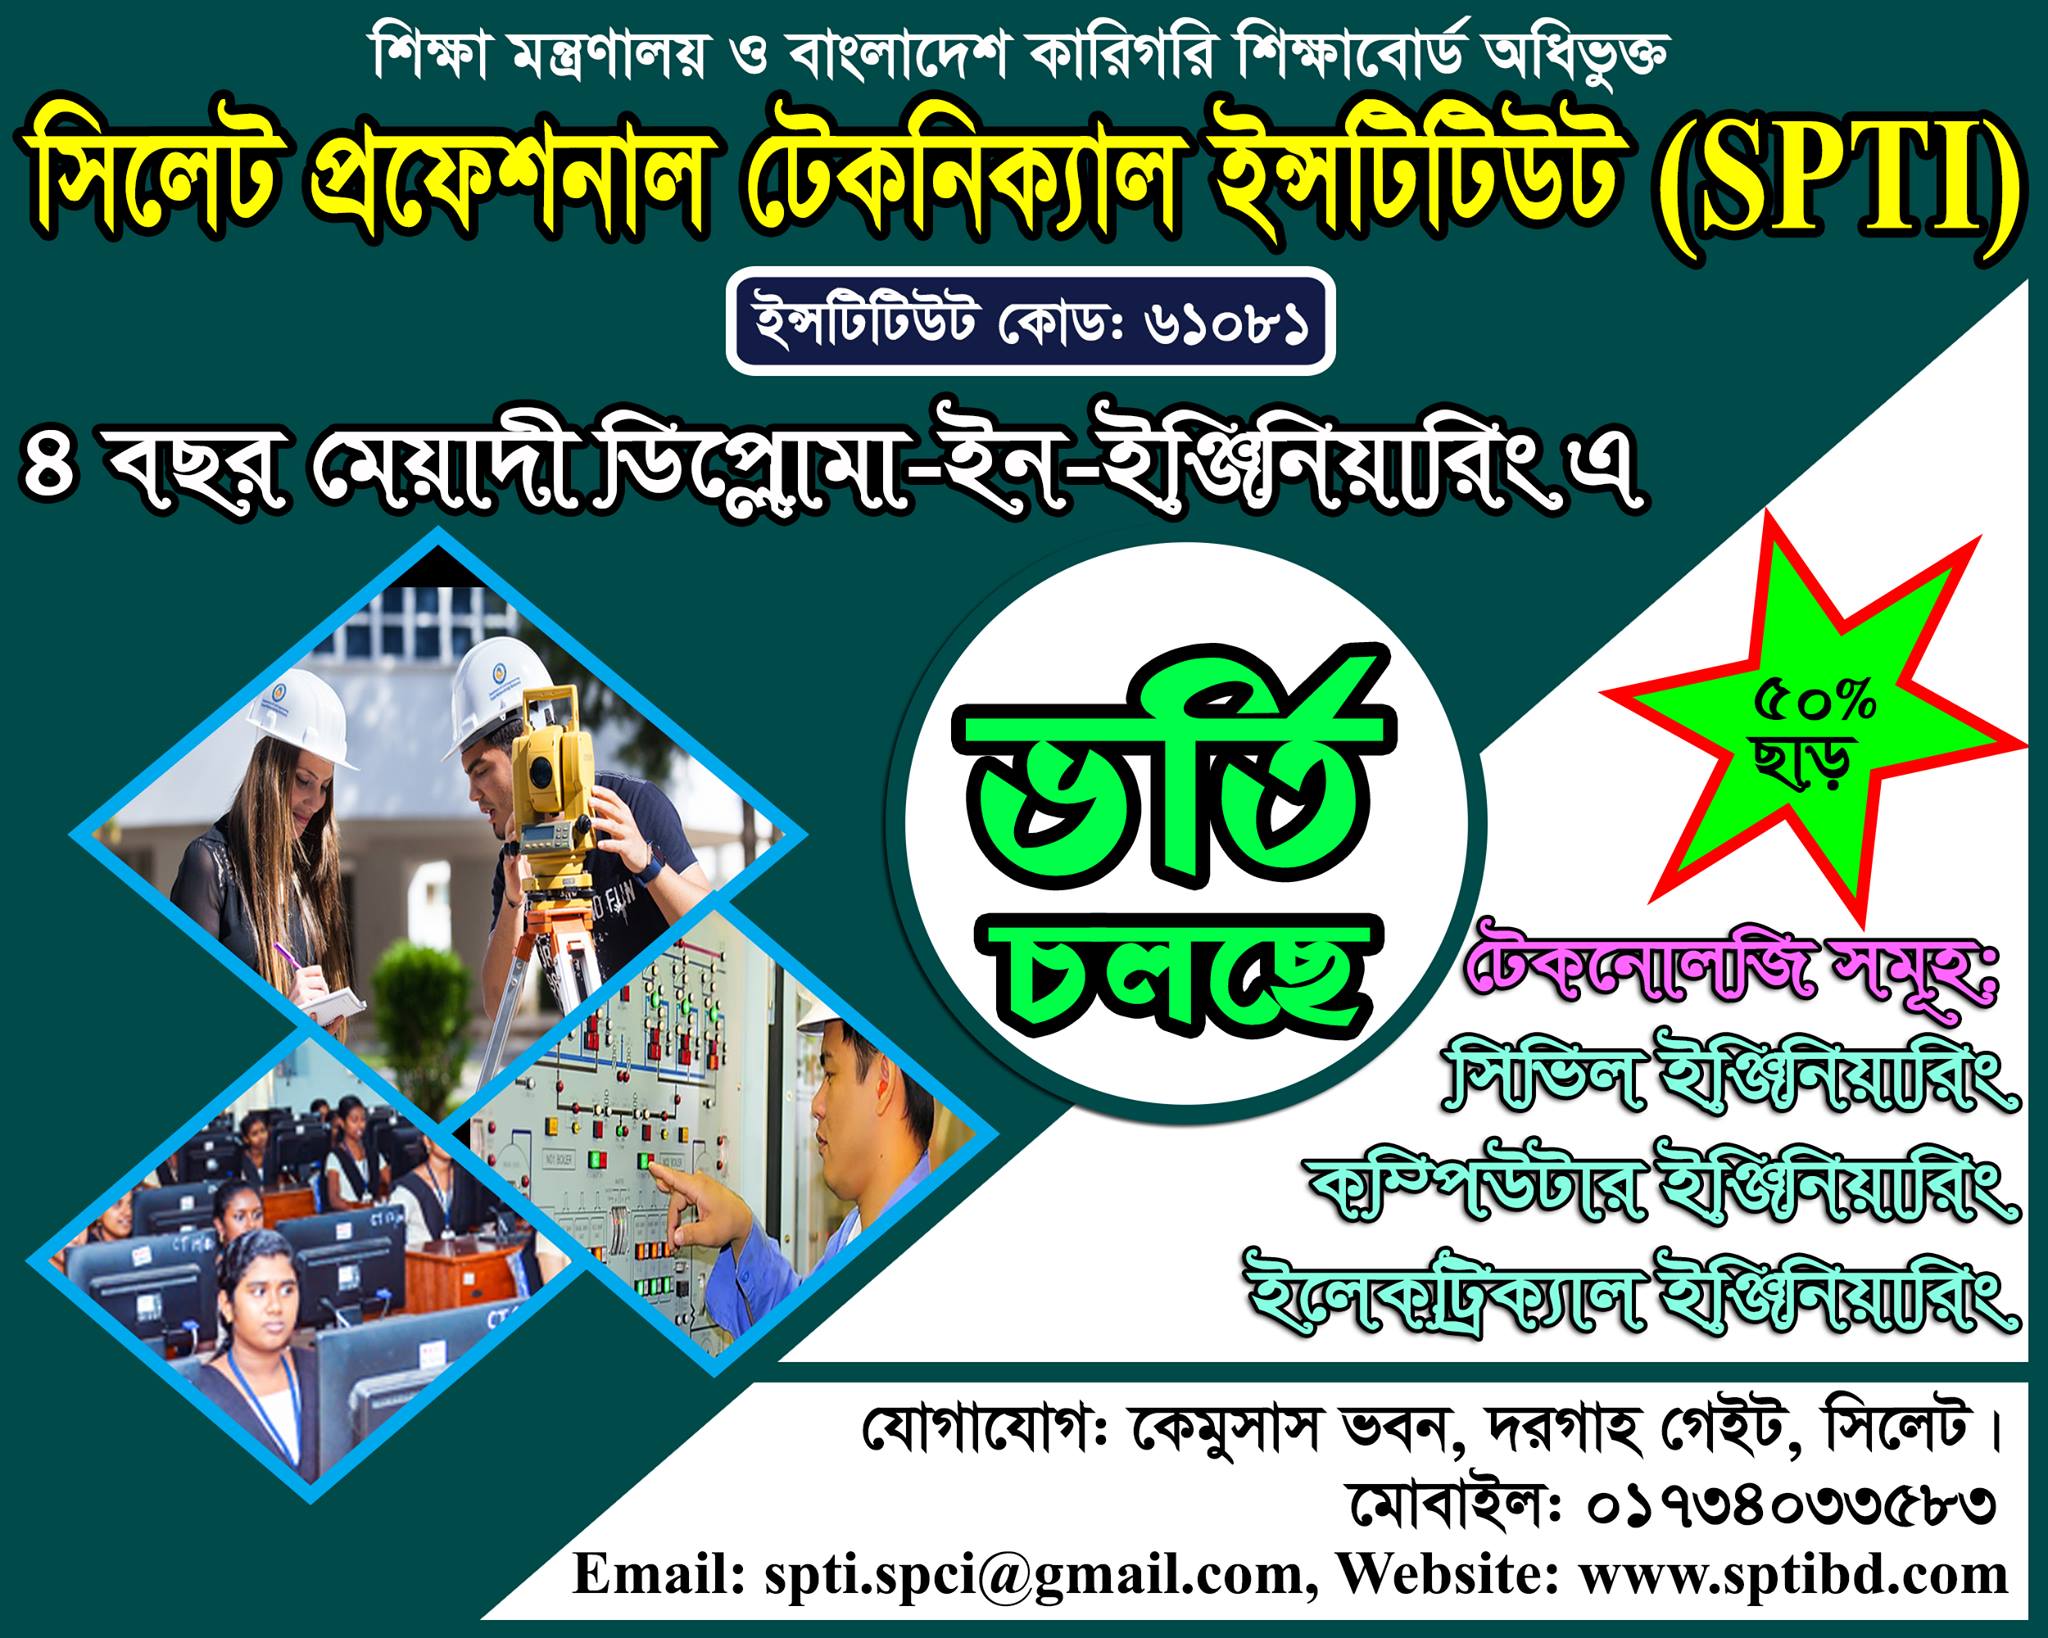 শিক্ষা মন্ত্রণালয় ও বাংলাদেশ কারিগরি শিক্ষাবোর্ড অধিভুক্ত
সিলেট প্রফেশনাল টেকনিক্যাল ইন্সটিটিউট (SPTI)
ইন্সটিটিউট কোড: ৬১০৮১
৪ বছর মেয়াদী ডিপ্লোমা-ইন-ইঞ্জিনিয়ারিং এ
ভর্তি
চলছে
৫০%
ছাড়
টেকনোলজি সমূহ:
সিভিল ইঞ্জিনিয়ারিং
কম্পিউটার ইঞ্জিনিয়ারিং
ইলেকট্রিক্যাল ইঞ্জিনিয়ারিং
যোগাযোগ: কেমুসাস ভবন, দরগাহ গেইট, সিলেট।
মোবাইল: ০১৭৩৪০৩৩৫৮৩
Email: spti.spci@gmail.com, Website: www.sptibd.com